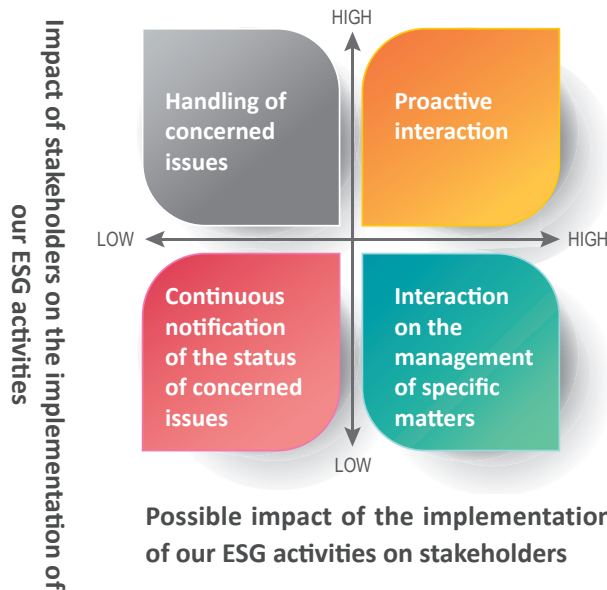 HIGH
Handling of
concerned
issues
Proactive
interaction
LOW
HIGH
Continuous
notification
of the status
of concerned
issues
Interaction
on the
management
of specific
matters
LOW
Impact of stakeholders on the implementation of
our ESG activities
Possible impact of the implementation
of our ESG activities on stakeholders